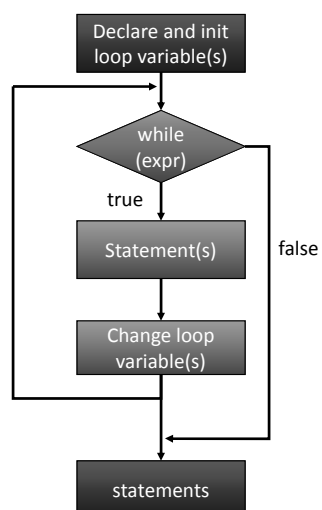 Declare and init
loop variable(s)
while
(expr)
true
Statement(s)
false
Change loop
variable(s)
statements